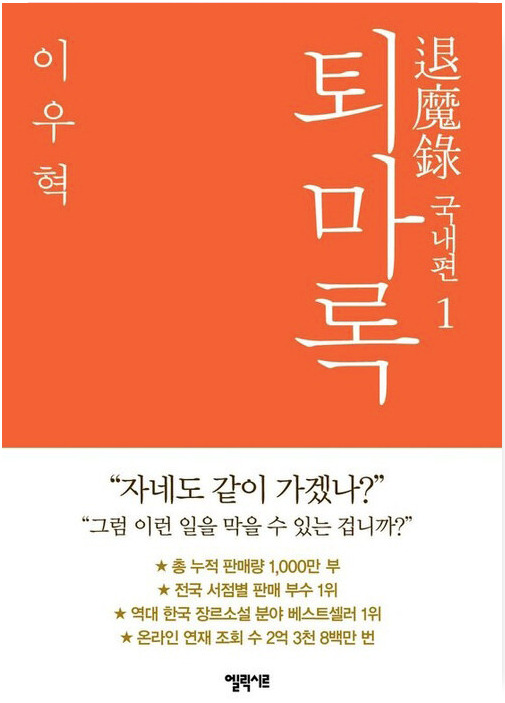 이우혁
퇴마록
退魔錄 국내편 1
“자네도 같이 가겠나?”
“그럼 이런 일을 막을 수 있는 겁니까?”
★ 총 누적 판매량 1,000만 부
★ 전국 서점별 판매 부수 1위
★ 역대 한국 장르소설 분야 베스트셀러 1위
★ 온라인 연재 조회 수 2억 3천 8백만 번
엘릭시르